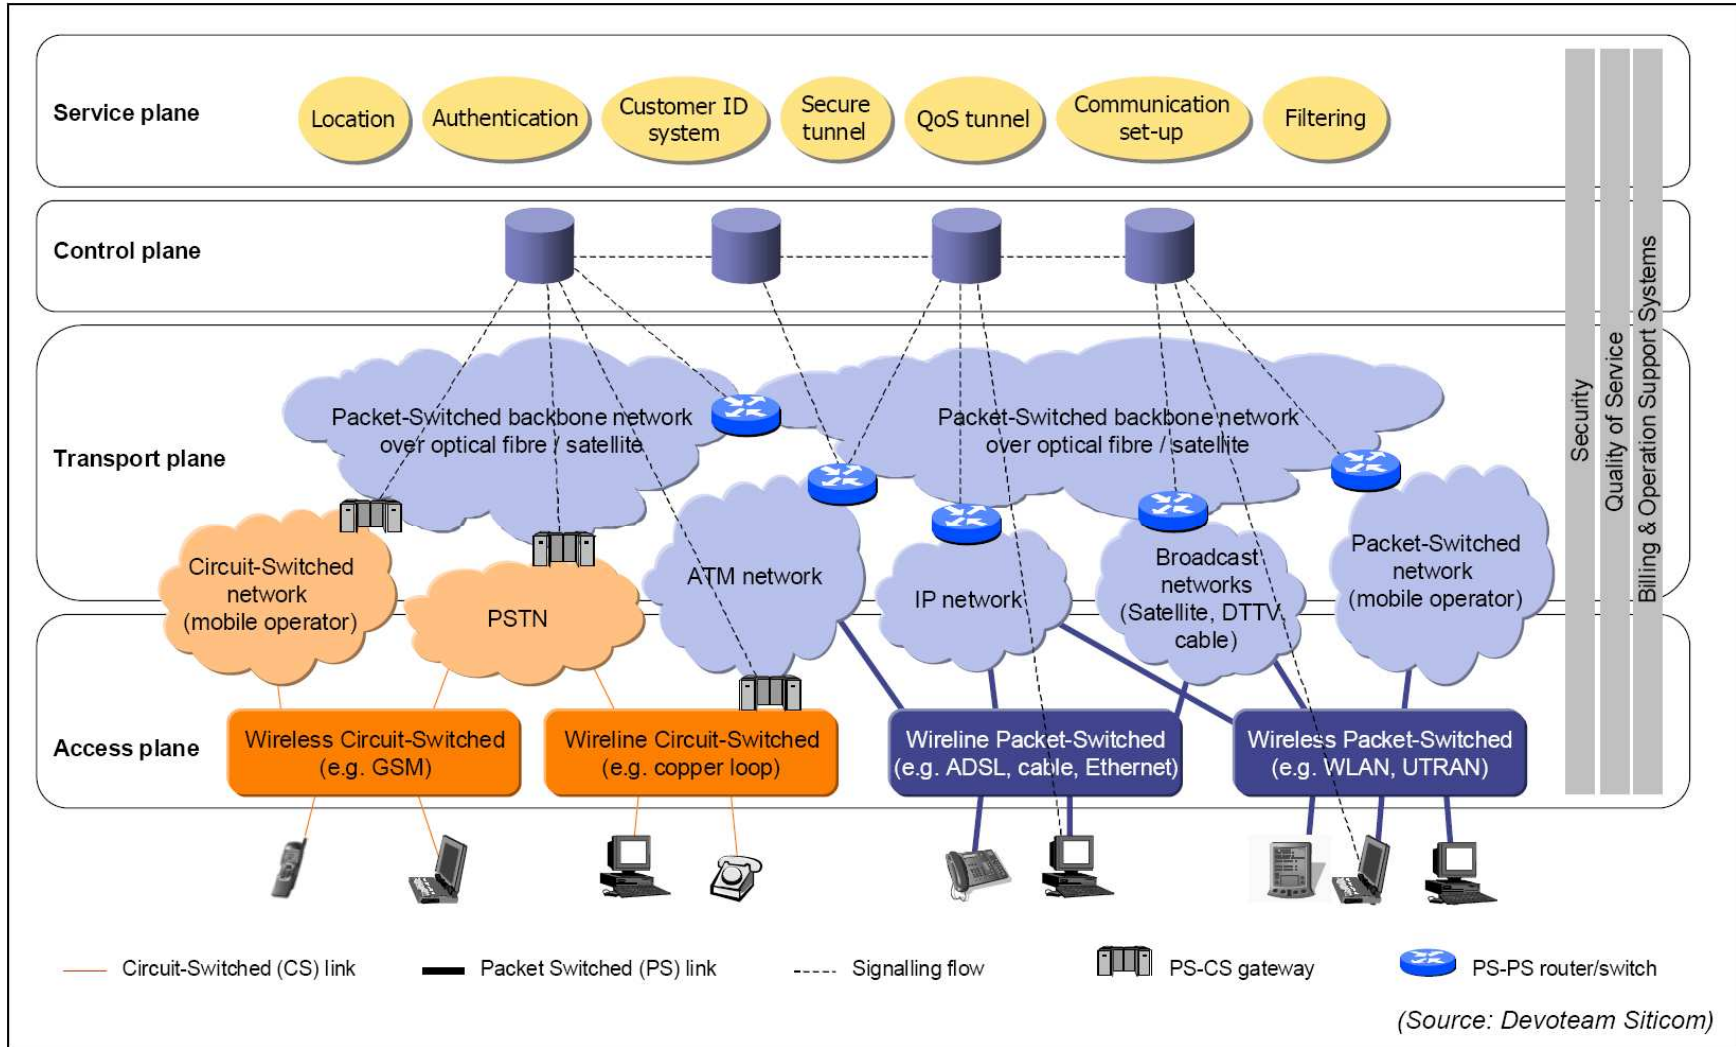 Service plane
Location
Authentication
Customer ID
system
Secure
tunnel
QoS tunnel
Communication
set-up
Filtering
Control plane
Transport plane
Packet-Switched backbone network
over optical fibre / satellite
Packet-Switched backbone network
over optical fibre / satellite
Circuit-Switched
network
(mobile operator)
PSTN
ATM network
IP network
Broadcast
networks
(Satellite, DTTV,
cable)
Packet-Switched
network
(mobile operator)
Access plane
Wireless Circuit-Switched
(e.g. GSM)
Wireline Circuit-Switched
(e.g. copper loop)
Wireline Packet-Switched
(e.g. ADSL, cable, Ethernet)
Wireless Packet-Switched
(e.g. WLAN, UTRAN)
Security
Quality of Service
Billing & Operation Support Systems
Circuit-Switched (CS) link
Packet Switched (PS) link
Signalling flow
PS-CS gateway
PS-PS router/switch
(Source: Devoteam Siticom)